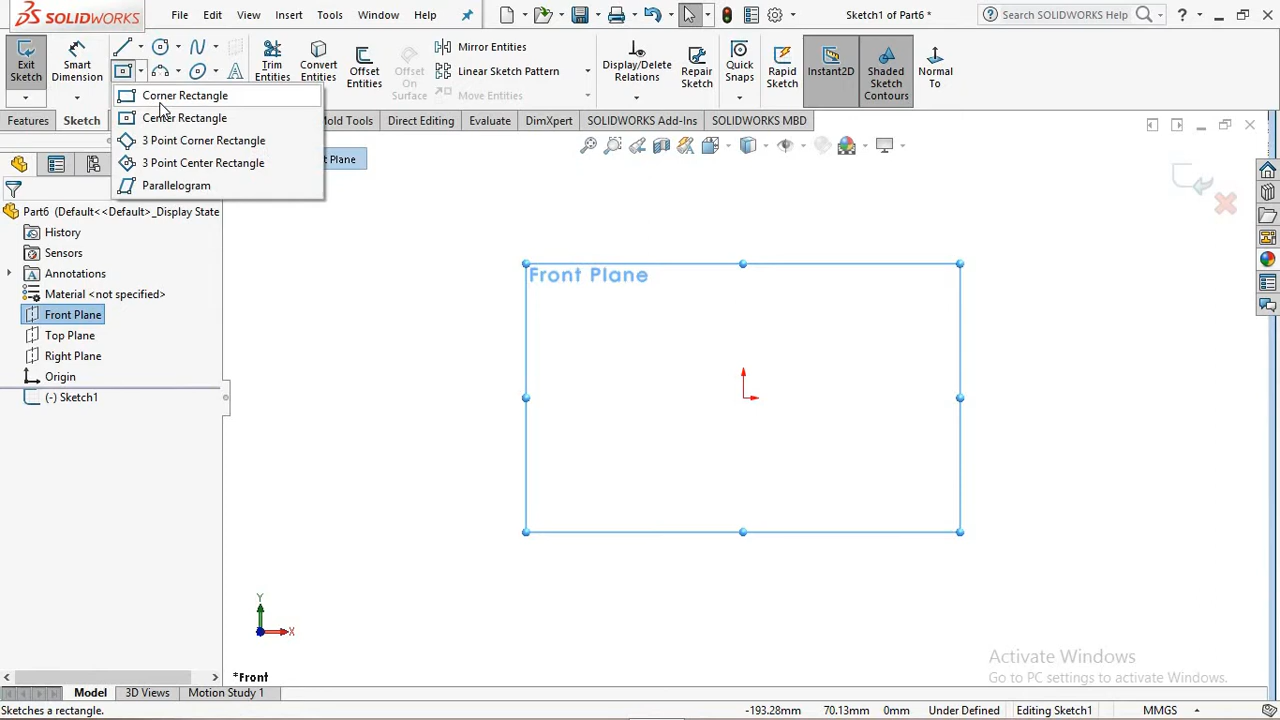 SOLIDWORKS
File Edit View Insert Tools Window Help
Sketch1 of Part6 *
Search SOLIDWORKS Help
?
Exit Sketch
Smart Dimension
Trim Entities
Convert Entities
Offset Entities
Offset On Surface
Mirror Entities
Linear Sketch Pattern
Move Entities
Display/Delete Relations
Repair Sketch
Quick Snaps
Rapid Sketch
Instant2D
Shaded Sketch Contours
Normal To
Corner Rectangle
Center Rectangle
3 Point Corner Rectangle
3 Point Center Rectangle
Parallelogram
Features Sketch Mold Tools Direct Editing Evaluate DimXpert SOLIDWORKS Add-Ins SOLIDWORKS MBD
Plane
Part6 (Default<<Default>_Display State
History
Sensors
Annotations
Material <not specified>
Front Plane
Top Plane
Right Plane
Origin
(-) Sketch1
Front Plane
Y
X
*Front
Activate Windows
Go to PC settings to activate Windows.
Model 3D Views Motion Study 1
Sketches a rectangle.
-193.28mm 70.13mm 0mm Under Defined Editing Sketch1 MMGS